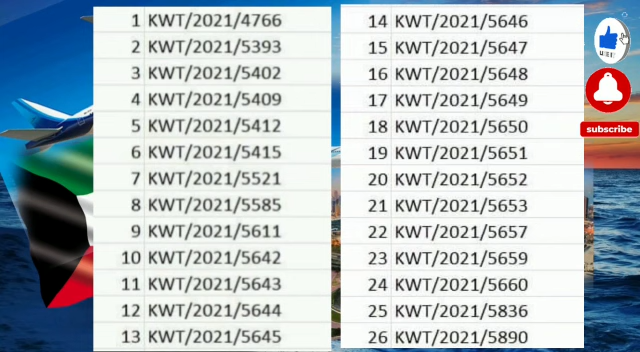 1 KWT/2021/4766
2 KWT/2021/5393
3 KWT/2021/5402
4 KWT/2021/5409
5 KWT/2021/5412
6 KWT/2021/5415
7 KWT/2021/5521
8 KWT/2021/5585
9 KWT/2021/5611
10 KWT/2021/5642
11 KWT/2021/5643
12 KWT/2021/5644
13 KWT/2021/5645
14 KWT/2021/5646
15 KWT/2021/5647
16 KWT/2021/5648
17 KWT/2021/5649
18 KWT/2021/5650
19 KWT/2021/5651
20 KWT/2021/5652
21 KWT/2021/5653
22 KWT/2021/5657
23 KWT/2021/5659
24 KWT/2021/5660
25 KWT/2021/5836
26 KWT/2021/5890
subscribe